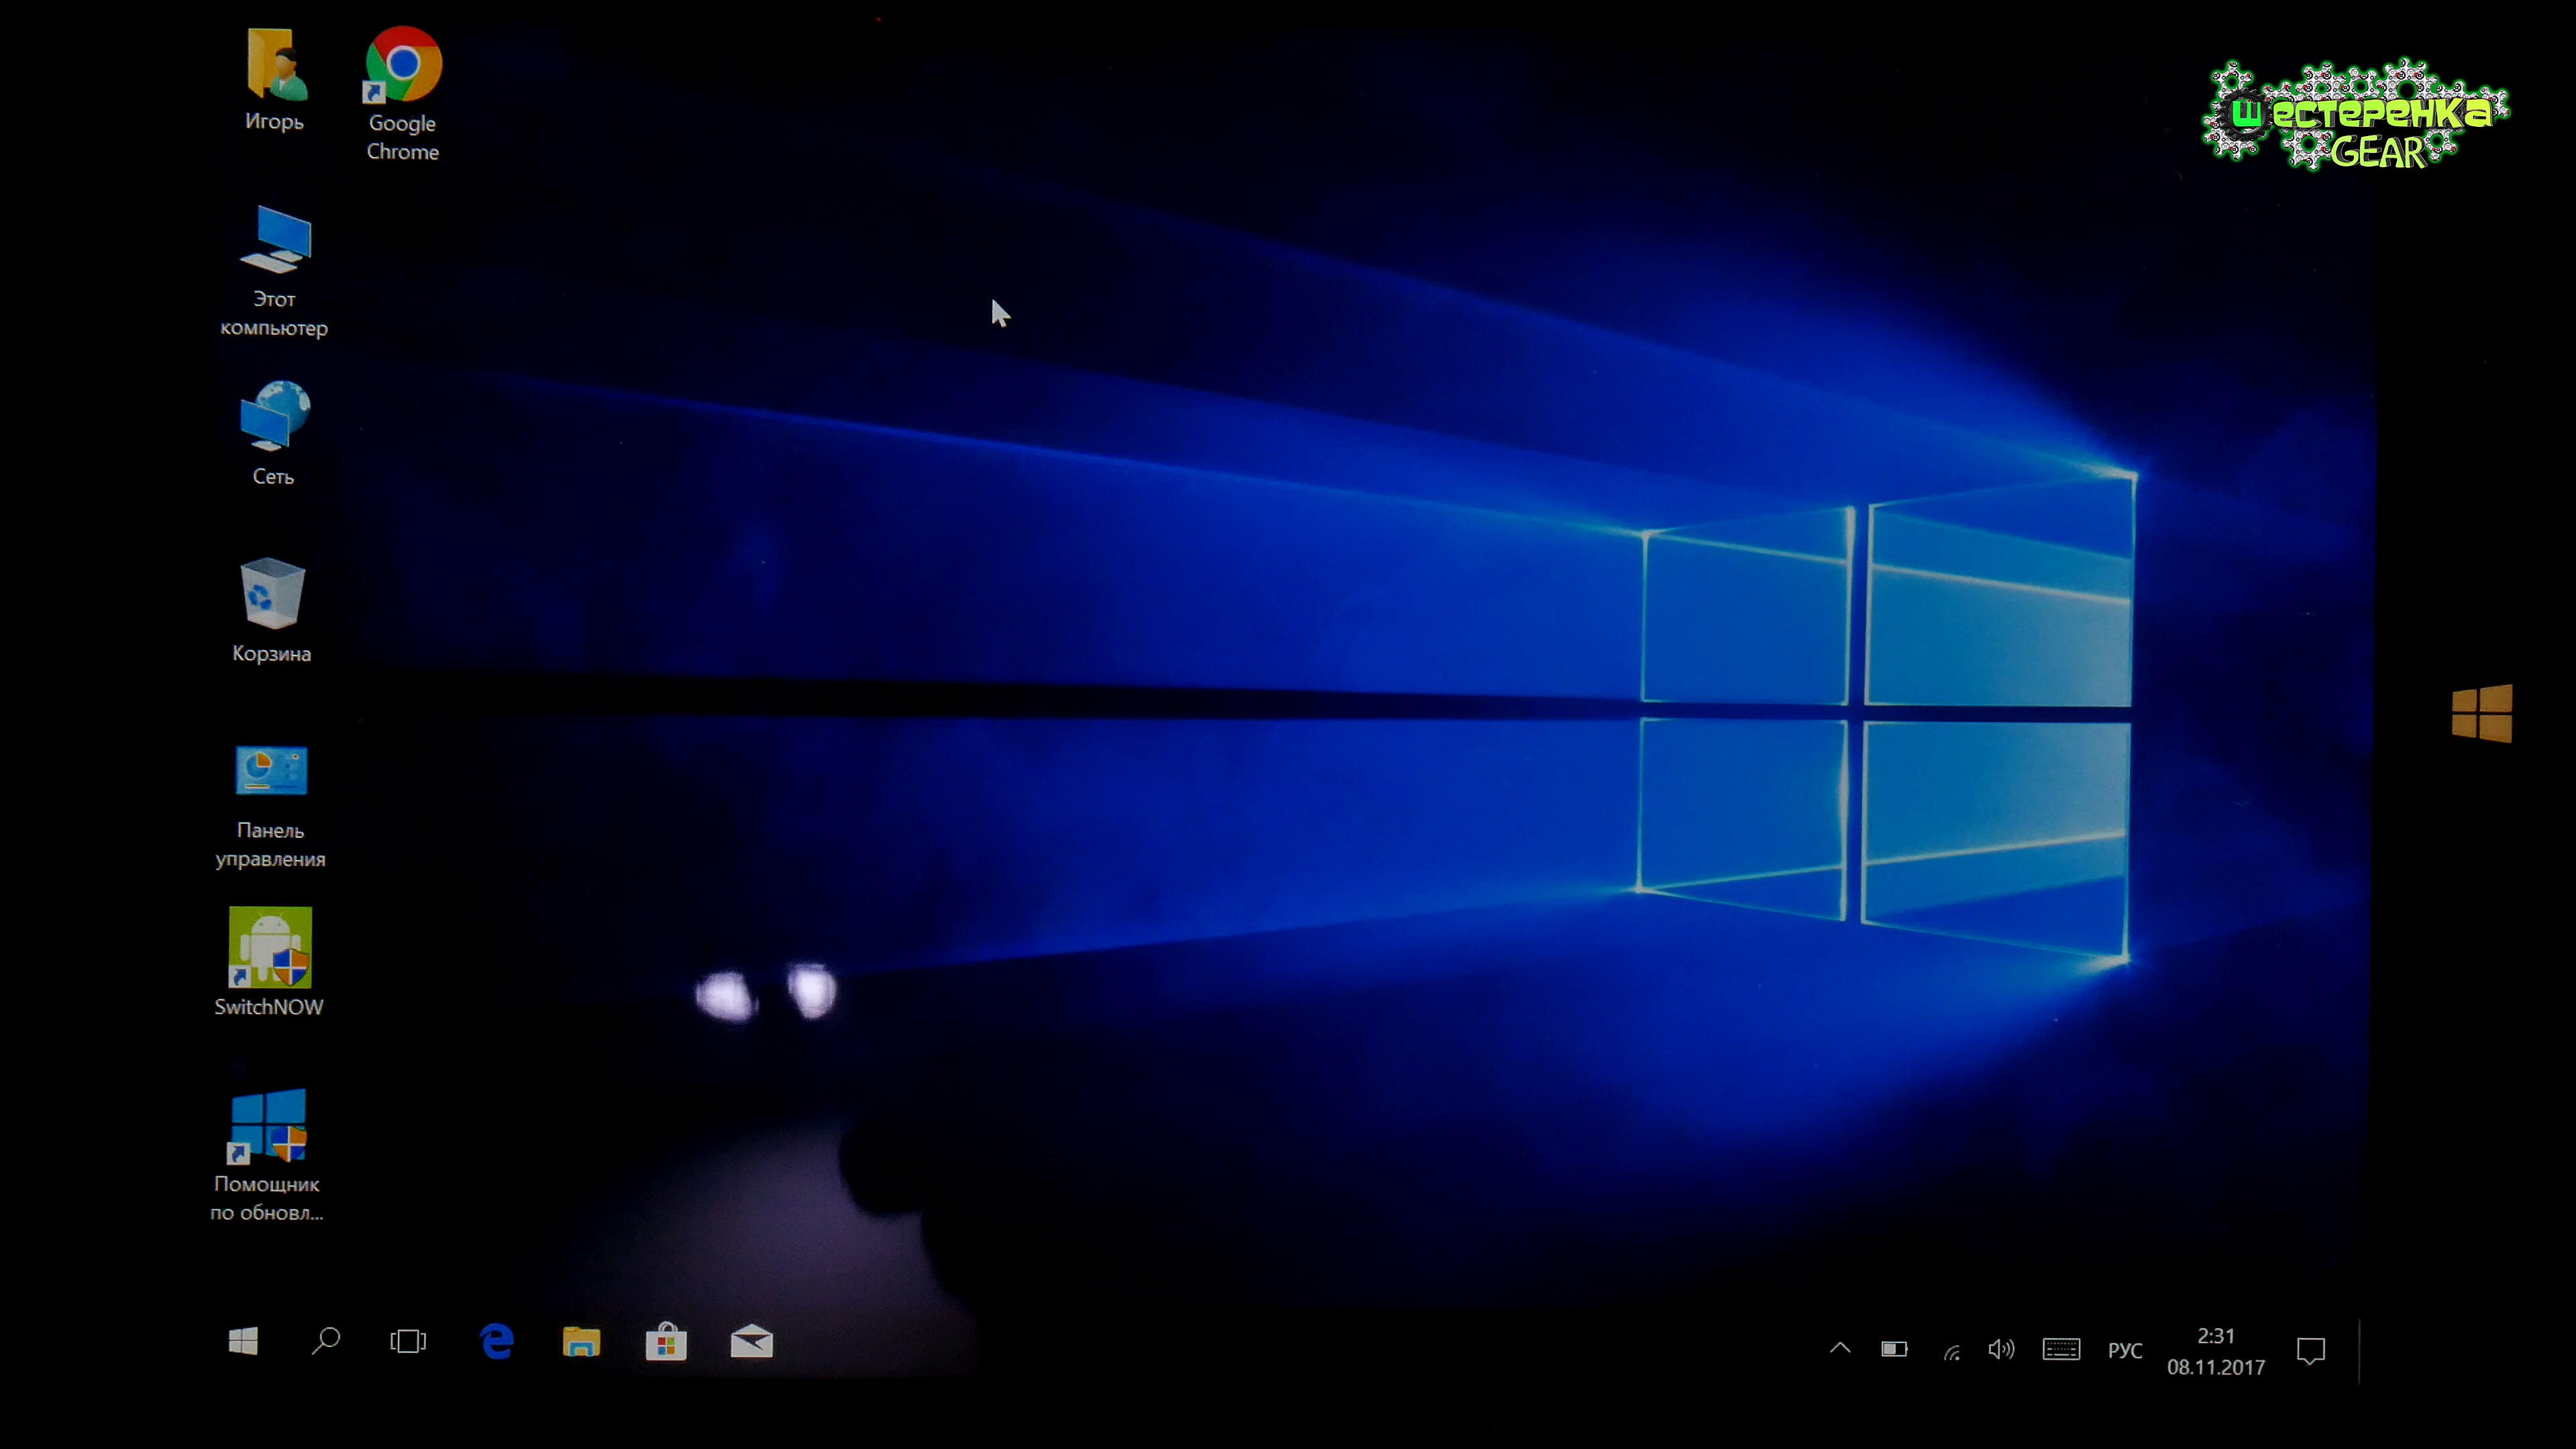 Игорь
Google
Chrome
Шестеренка
GEAR
Этот
компьютер
Сеть
Корзина
Панель
управления
SwitchNOW
Помощник
по обновл...
РУС
2:31
08.11.2017